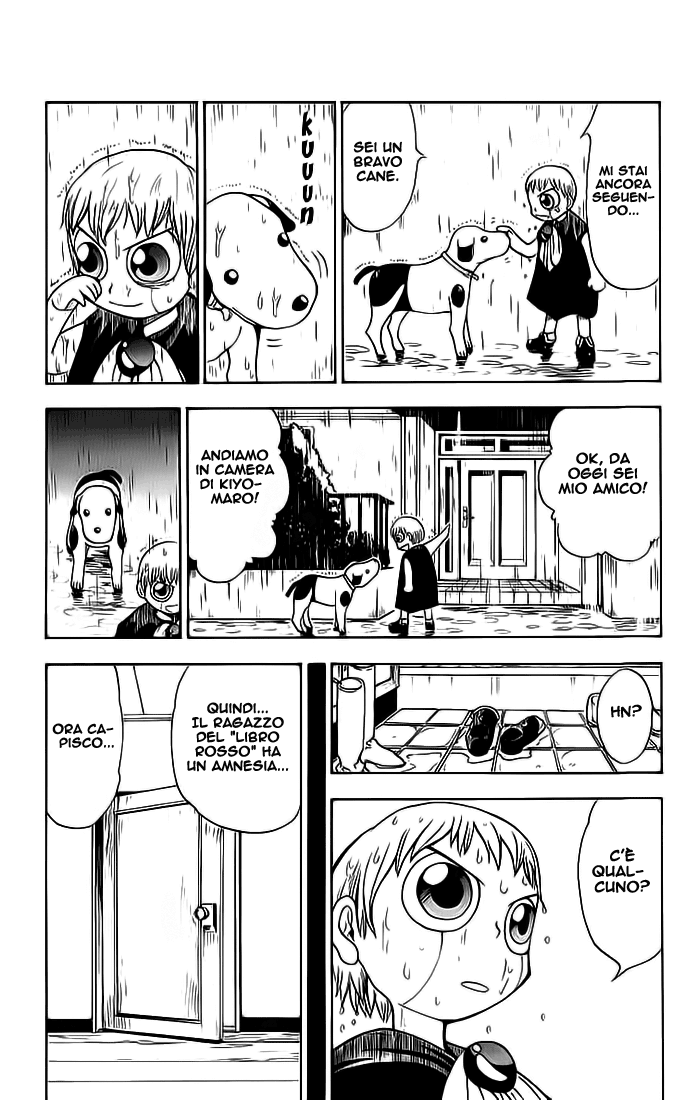 MI STAI
ANCORA
SEGUEN-
DO...
SEI UN
BRAVO
CANE.
KUUUN
OK, DA
OGGI SEI
MIO AMICO!
ANDIAMO
IN CAMERA
DI KIYO-
MARO!
HN?
C'È
QUAL-
CUNO?
QUINDI...
IL RAGAZZO
DEL "LIBRO
ROSSO" HA
UN AMNESIA...
ORA CA-
PISCO...